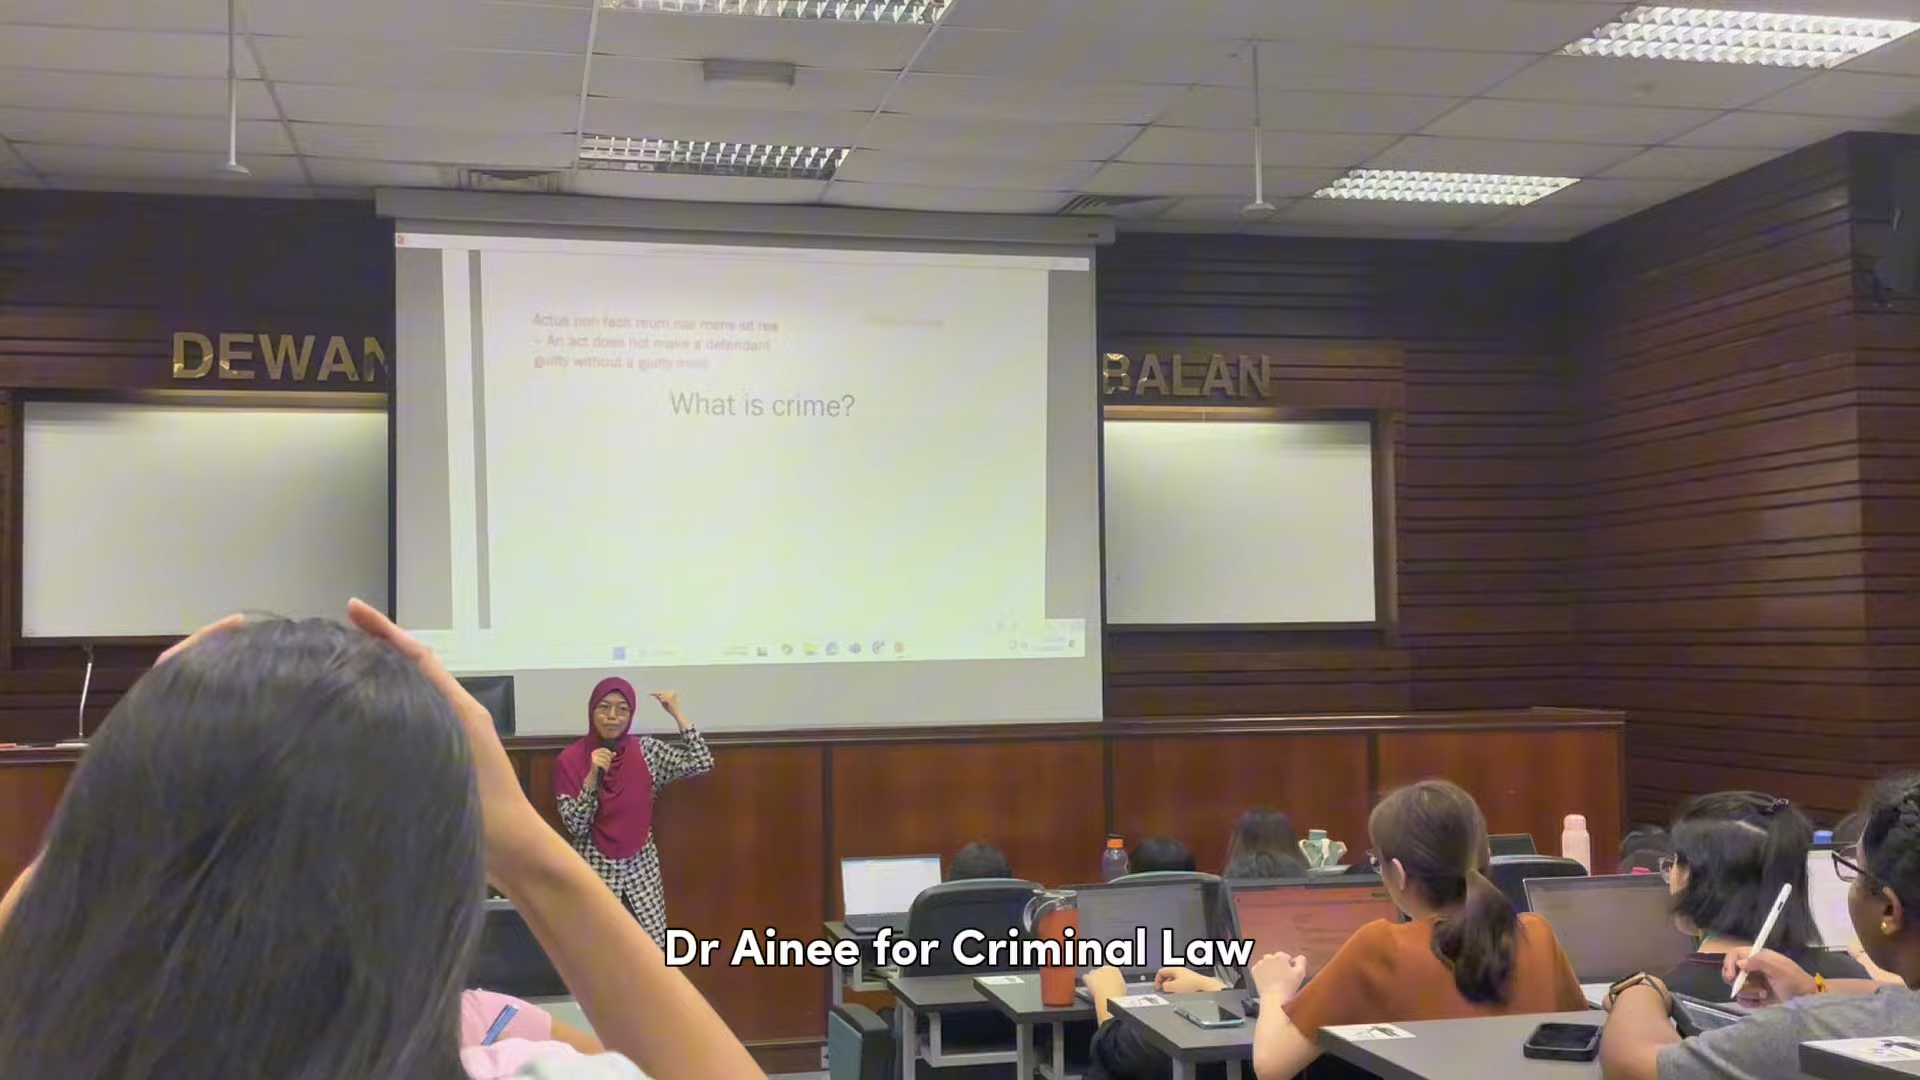 DEWAN
BALAN
Actus non facit reum nisi mens sit rea
- An act does not make a defendant
guilty without a guilty mind
What is crime?
Dr Ainee for Criminal Law